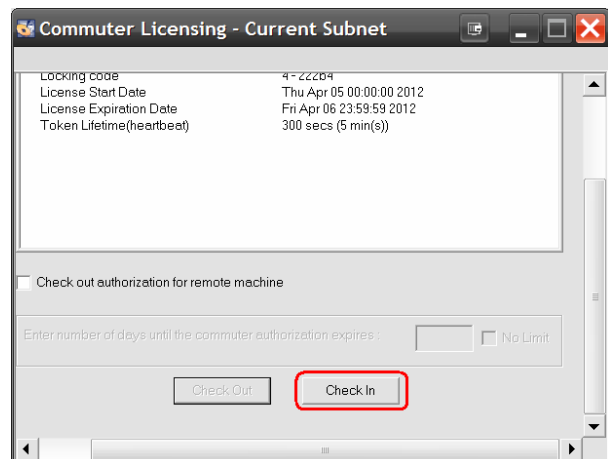 Commuter Licensing - Current Subnet
Locking code 4 - 222b4
License Start Date Thu Apr 05 00:00:00 2012
License Expiration Date Fri Apr 06 23:59:59 2012
Token Lifetime(heartbeat) 300 secs (5 min(s))
Check out authorization for remote machine
Enter number of days until the commuter authorization expires : No Limit
Check Out Check In